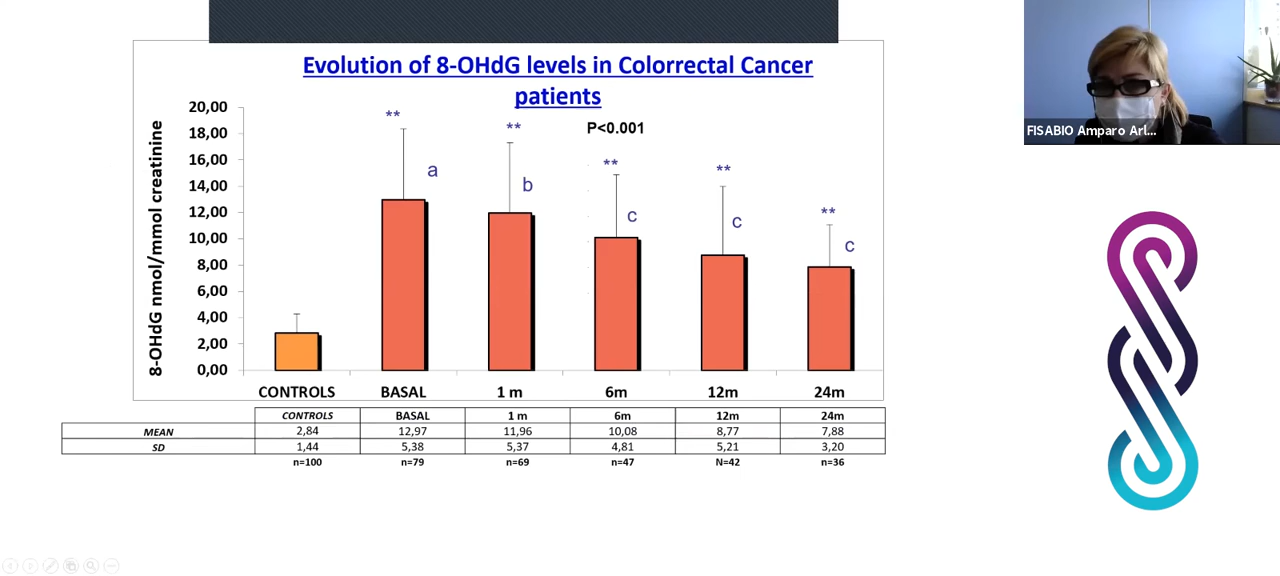 Evolution of 8-OHdG levels in Colorrectal Cancer
patients
8-OHdG nmol/mmol creatinine
20,00
18,00
16,00
14,00
12,00
10,00
8,00
6,00
4,00
2,00
0,00
** ** ** ** **
P<0.001
a b c c c
CONTROLS BASAL 1 m 6m 12m 24m
CONTROLS BASAL 1 m 6m 12m 24m
MEAN 2,84 12,97 11,96 10,08 8,77 7,88
SD 1,44 5,38 5,37 4,81 5,21 3,20
n=100 n=79 n=69 n=47 N=42 n=36
FISABIO Amparo Arl...